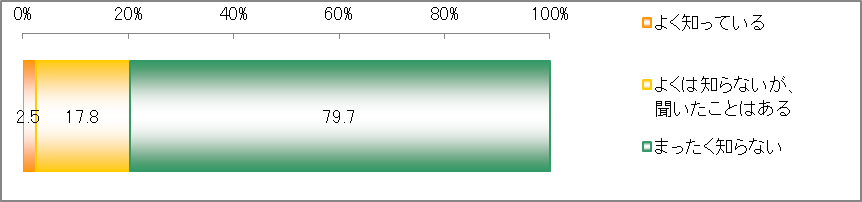 0% 20% 40% 60% 80% 100%
よく知っている
よくは知らないが、
聞いたことはある
まったく知らない
2.5 17.8 79.7